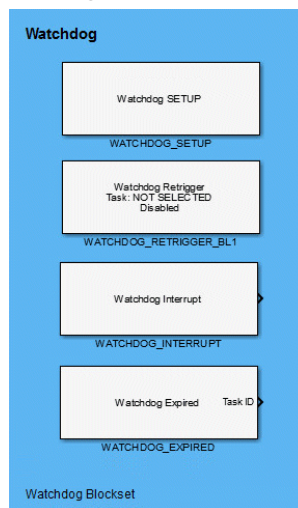 Watchdog
Watchdog SETUP
WATCHDOG_SETUP
Watchdog Retrigger
Task: NOT SELECTED
Disabled
WATCHDOG_RETRIGGER_BL1
Watchdog Interrupt
WATCHDOG_INTERRUPT
Watchdog Expired
Task ID
WATCHDOG_EXPIRED
Watchdog Blockset